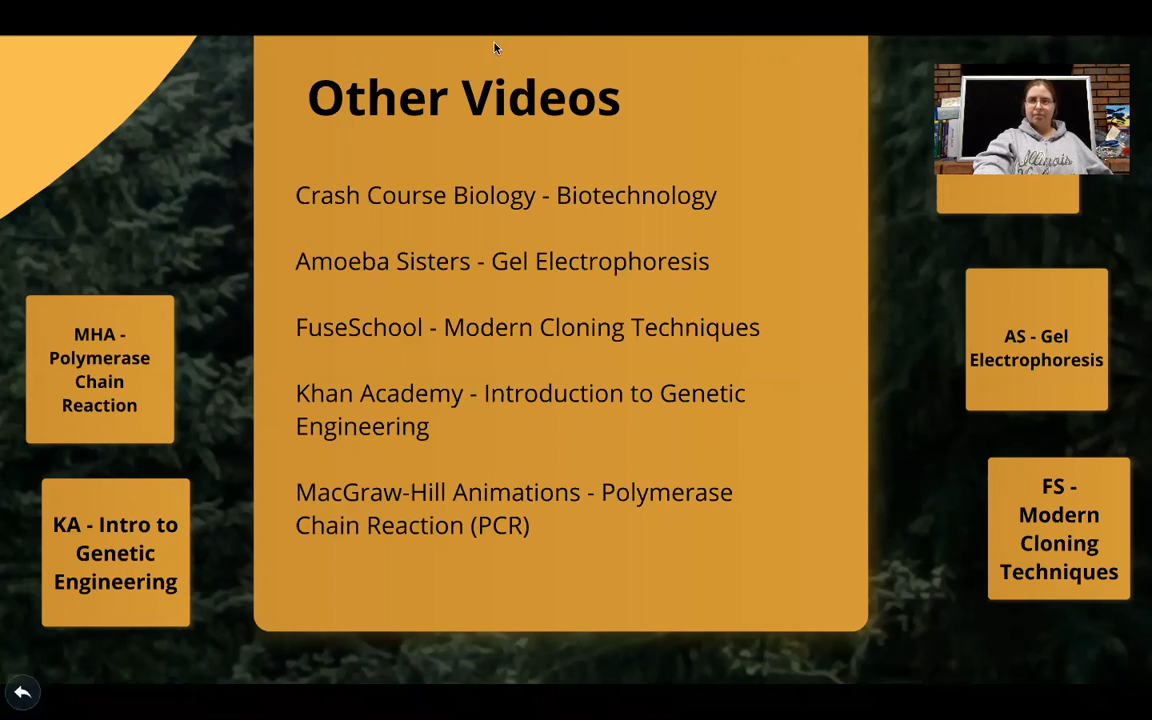 Other Videos
Crash Course Biology - Biotechnology
Amoeba Sisters - Gel Electrophoresis
FuseSchool - Modern Cloning Techniques
Khan Academy - Introduction to Genetic
Engineering
MacGraw-Hill Animations - Polymerase
Chain Reaction (PCR)
MHA -
Polymerase
Chain
Reaction
KA - Intro to
Genetic
Engineering
Illinois
AS - Gel
Electrophoresis
FS -
Modern
Cloning
Techniques